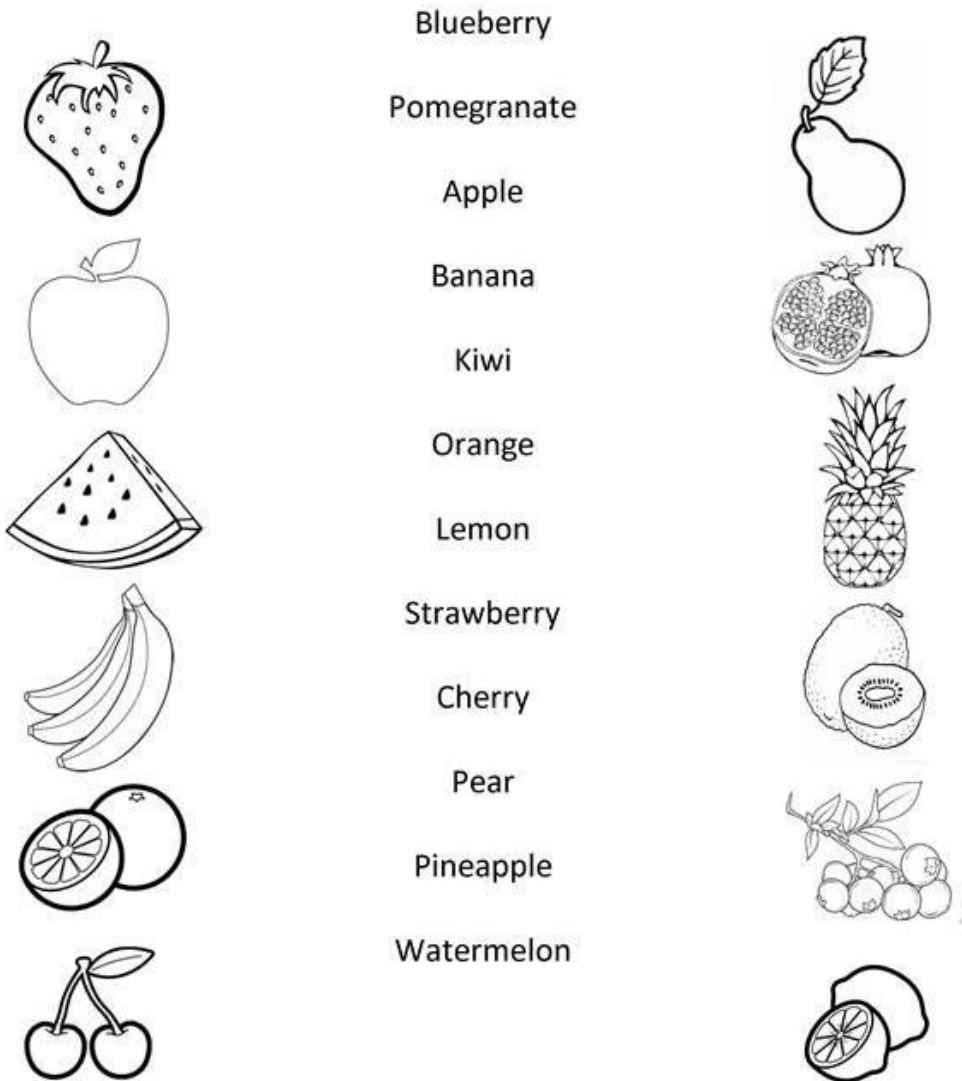 Blueberry
Pomegranate
Apple
Banana
Kiwi
Orange
Lemon
Strawberry
Cherry
Pear
Pineapple
Watermelon